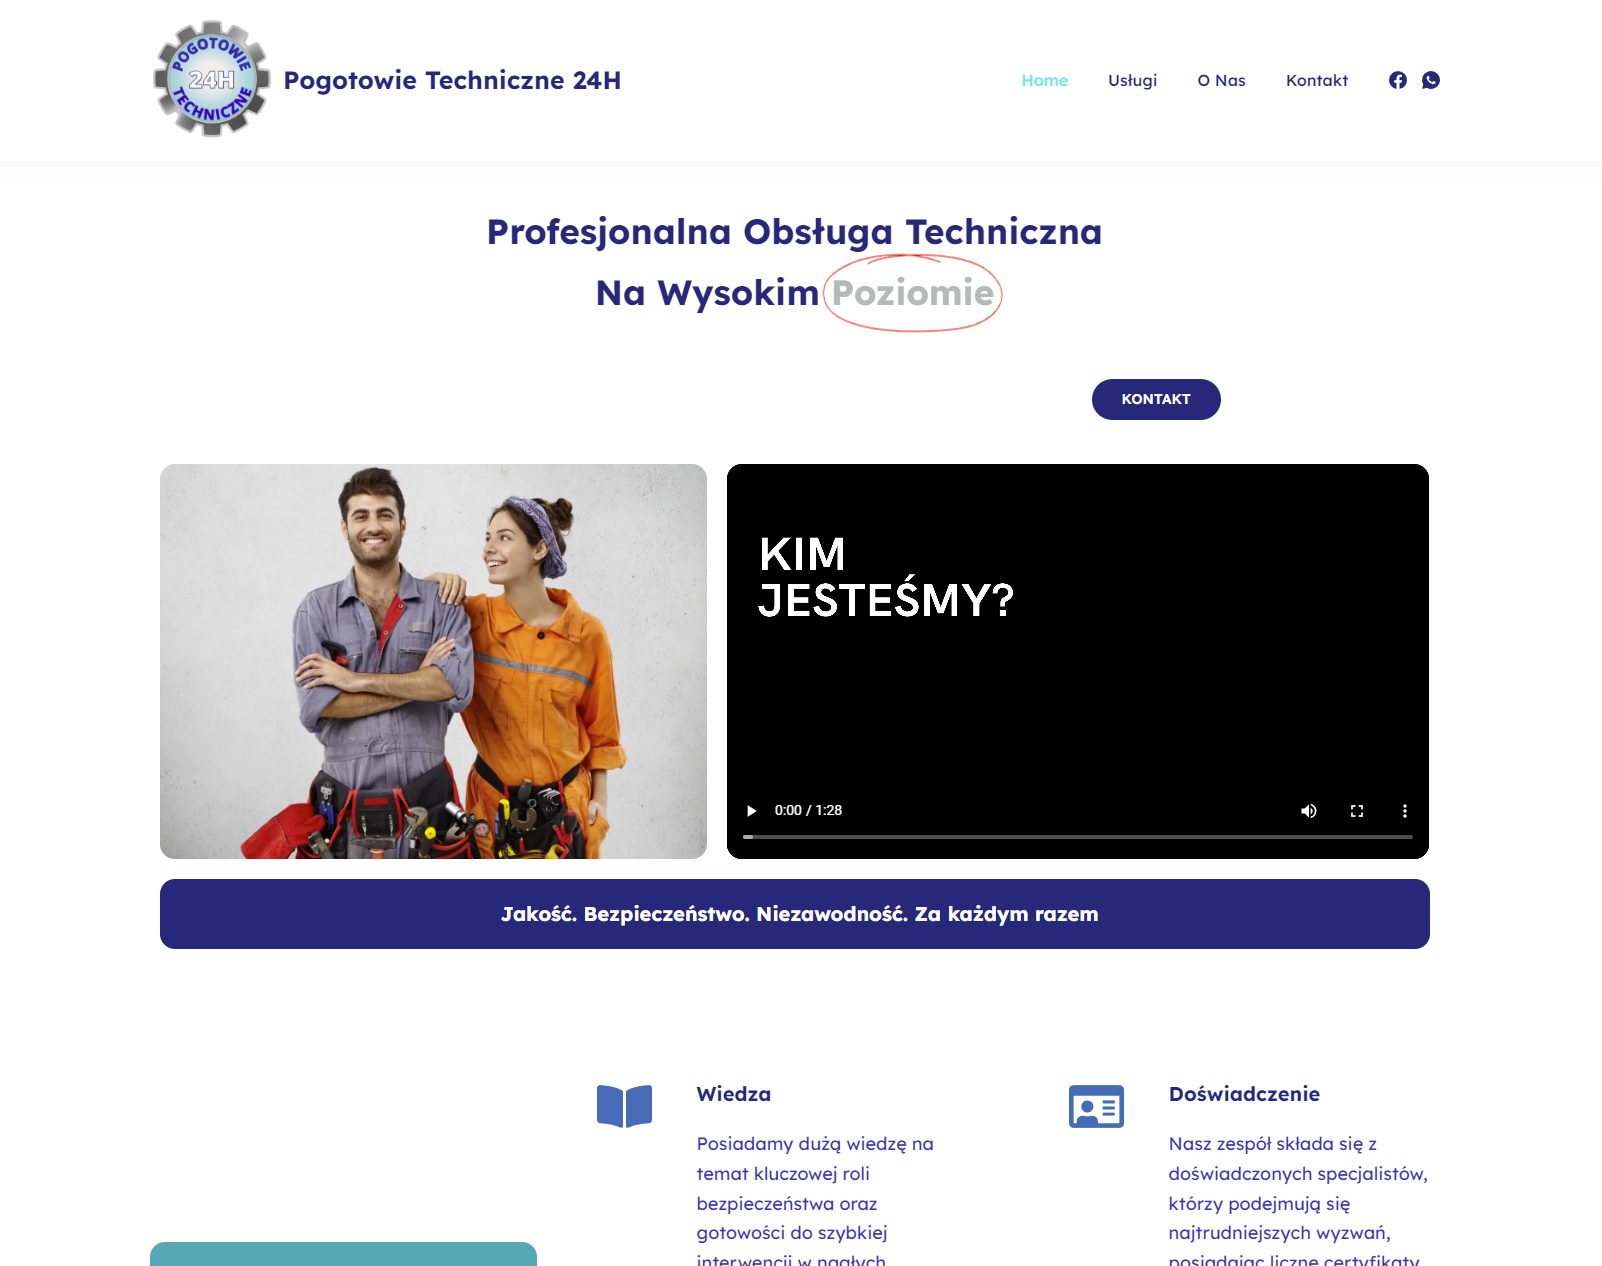 POGOTOWIE
24H
TECHNICZNE
Pogotowie Techniczne 24H
Home
Usługi
O Nas
Kontakt
Profesjonalna Obsługa Techniczna
Na Wysokim Poziomie
KONTAKT
KIM
JESTEŚMY?
0:00 / 1:28
Jakość. Bezpieczeństwo. Niezawodność. Za każdym razem
Wiedza
Posiadamy dużą wiedzę na
temat kluczowej roli
bezpieczeństwa oraz
gotowości do szybkiej
interwencji w nagłych
Doświadczenie
Nasz zespół składa się z
doświadczonych specjalistów,
którzy podejmują się
najtrudniejszych wyzwań,
posiadając liczne certyfikaty